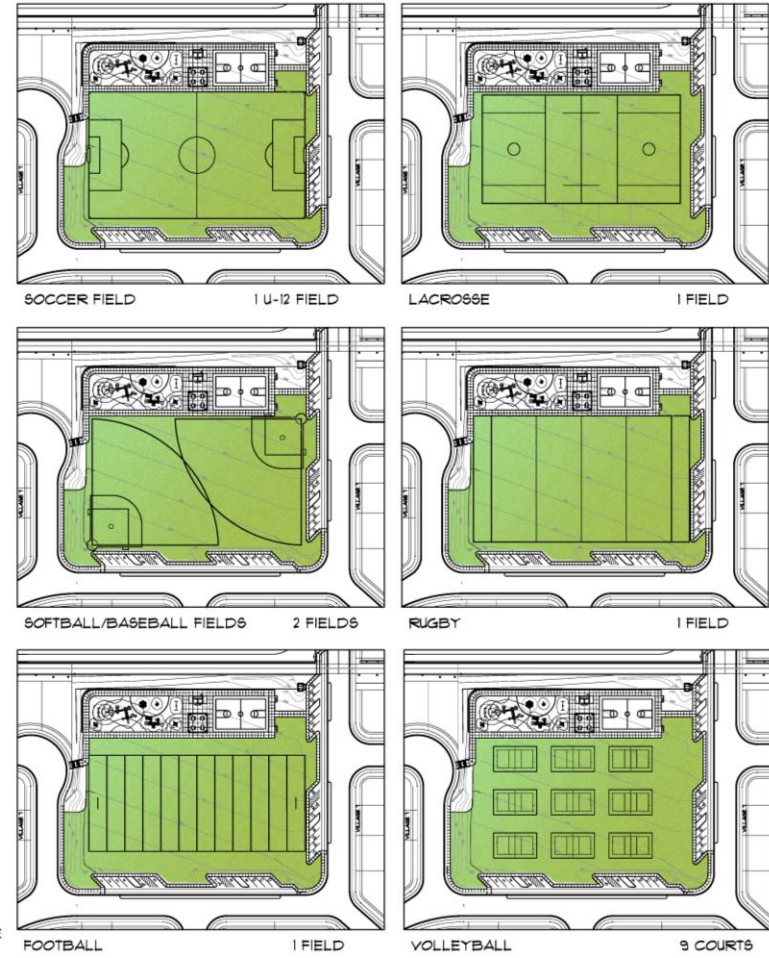 SOCCER FIELD 1 U-12 FIELD
LACROSSE 1 FIELD
SOFTBALL/BASEBALL FIELDS 2 FIELDS
RUGBY 1 FIELD
FOOTBALL 1 FIELD
VOLLEYBALL 9 COURTS